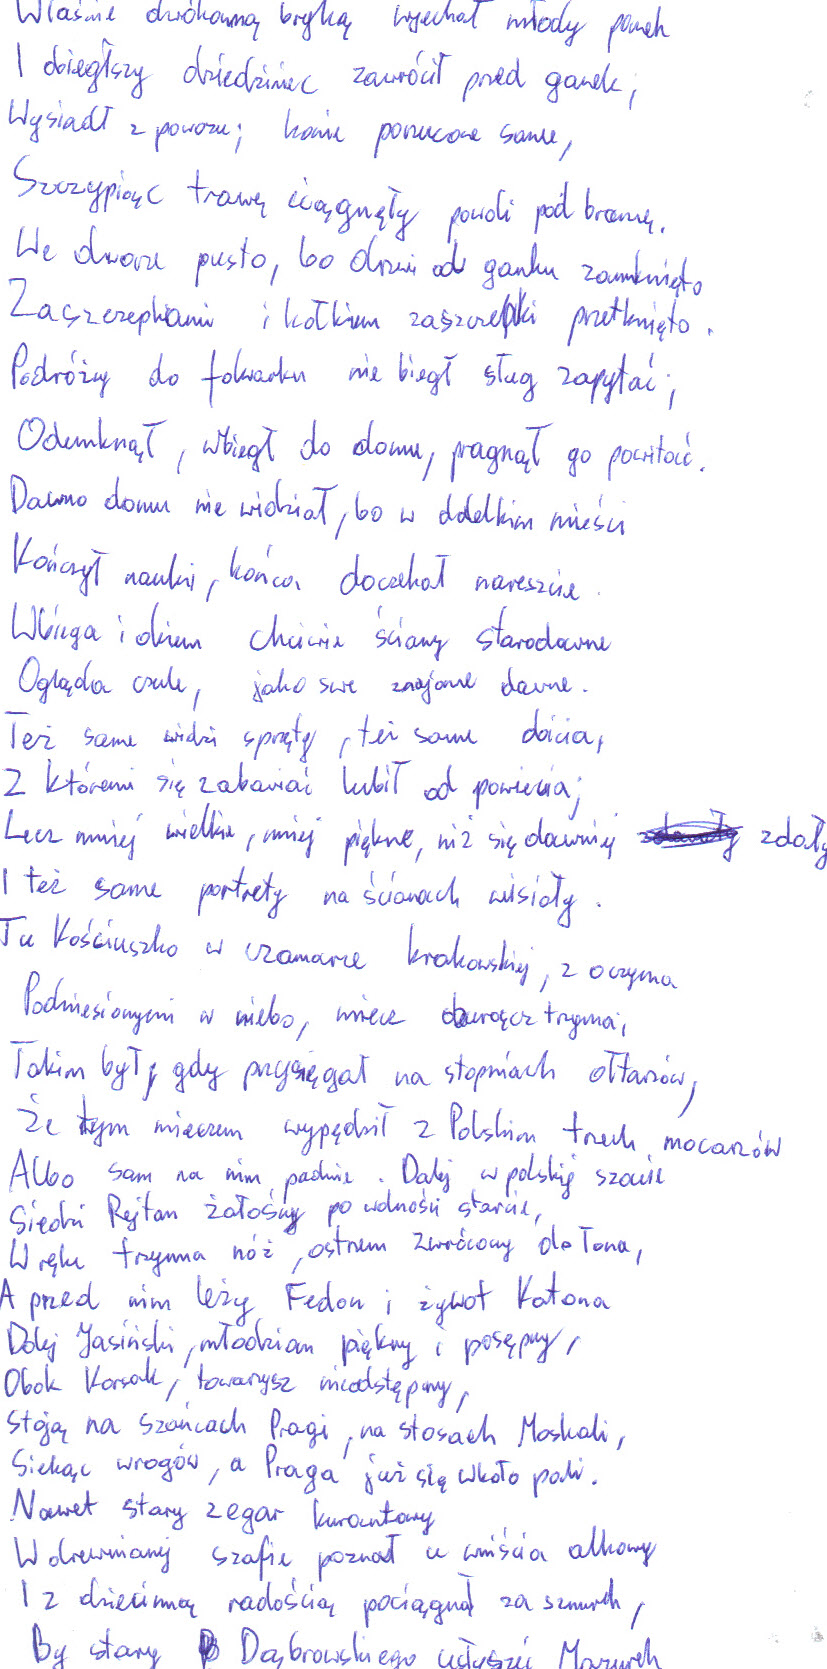 Właśnie dwókonną bryką wjechał młody panek
I obiegłszy dziedziniec zawrócił przed ganek;
Wysiadł z powozu; konie porzucone same,
Szczypiąc trawę ciągnęły powoli pod bramę.
We dworze pusto, bo drzwi od ganku zamknięto
Zaszczepkami i kołkiem zaszczepki przetknięto.
Podróżny do folwarku nie biegł sług zapytać;
Odemknął, wbiegł do domu, pragnął go powitać.
Dawno domu nie widział, bo w dalekim mieści
Kończył nauki, końca doczekał nareszcie.
Wbiega i okiem chciwie ściany starodawne
Ogląda czule, jako swe znajome dawne.
Też same widzi sprzęty, też same obicia,
Z któremi się zabawiać lubił od powicia;
Lecz mniej wielkie, mniej piękne, niż się dawniej zdały
I też same portrety na ścianach wisiały.
Tu Kościuszko w czamarce krakowskiej, z oczyma
Podniesionymi w niebo, miecz oburącz trzyma;
Takim był, gdy przysięgał na stopniach ołtarzów,
Że tym mieczem wypędził z Polskim trzech mocarzów
Albo sam na nim padnie. Dalej w polskiej szacie
Siedzi Rejtan żałośny po wolności stracie,
W ręku trzymna nóż, ostrzem zwrócony do łona,
A przed nim leży Fedon i żywot Katona
Dalej Jasiński, młodzian piękny i posępny,
Obok Korsak, towarzysz nieodstępny,
Stoją na szańcach Pragi, na stosach Moskali,
Siekąc wrogów, a Praga już się wkoło pali.
Nawet stary zegar kurantowy
W drewnianej szafie poznał u wniścia alkowy
I z dziecinną radością pociągnął za sznurek,
By stary Dąbrowskiego usłyszeć Mazurek